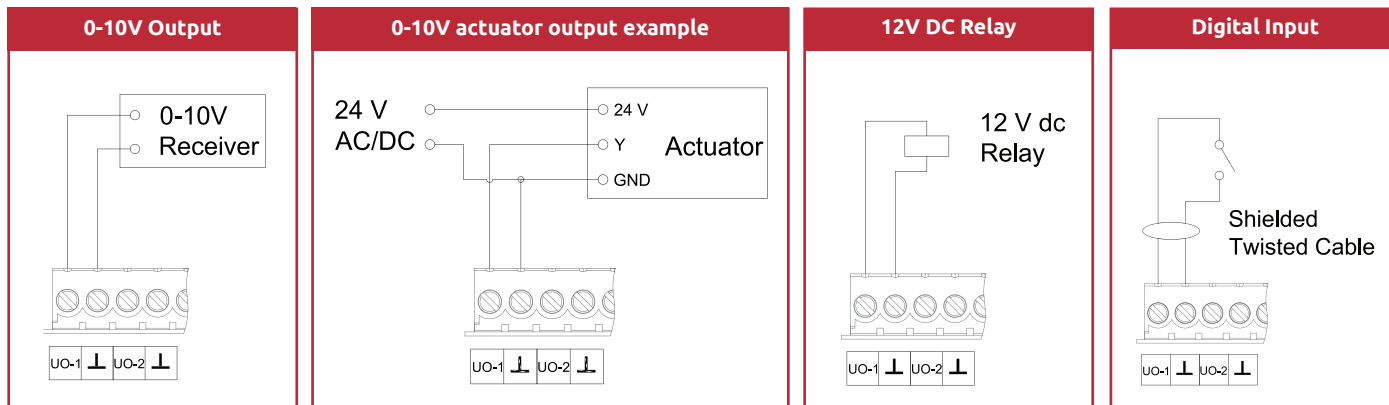 0-10V Output
0-10V
Receiver
UO-1 ⊥ UO-2 ⊥
0-10V actuator output example
24 V
AC/DC
24 V
Y
GND
Actuator
UO-1 ⊥ UO-2 ⊥
12V DC Relay
12 V dc
Relay
UO-1 ⊥ UO-2 ⊥
Digital Input
Shielded
Twisted Cable
UO-1 ⊥ UO-2 ⊥